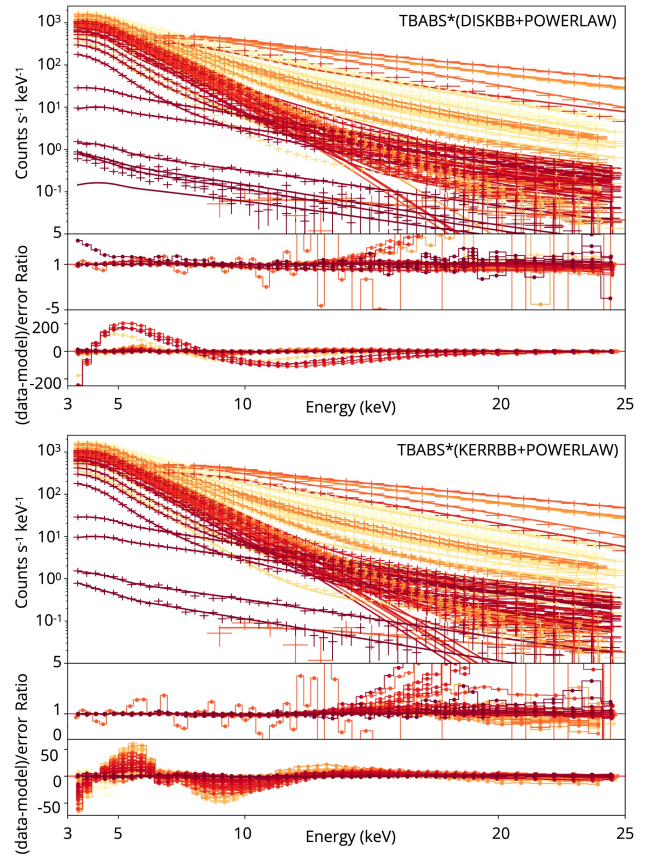 TBABS*(DISKBB+POWERLAW)
Counts s⁻¹ keV⁻¹
10³
10²
10¹
10⁰
10⁻¹
5
Ratio
1
-5
(data-model)/error
200
0
-200
3 5 10 20 25
Energy (keV)
TBABS*(KERRBB+POWERLAW)
Counts s⁻¹ keV⁻¹
10³
10²
10¹
10⁰
10⁻¹
5
Ratio
1
0
(data-model)/error
50
0
-50
3 5 10 20 25
Energy (keV)